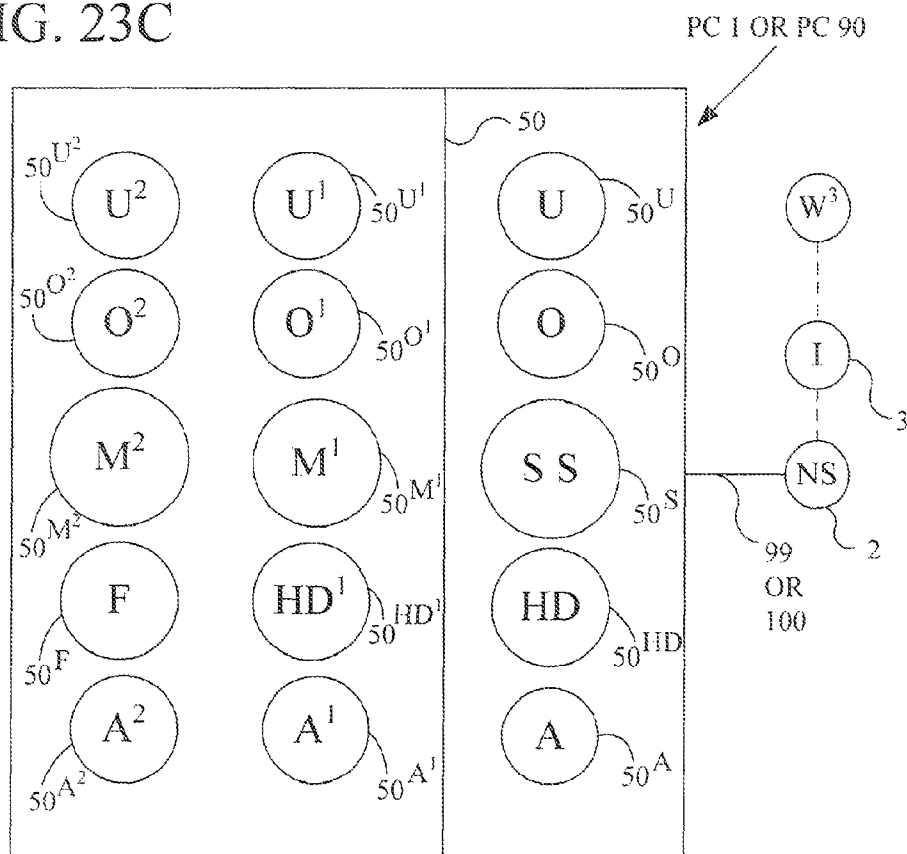 IG. 23C
PC 1 OR PC 90
50
50U²
U²
U¹
50U¹
U
50U
W³
50O²
O²
O¹
50O¹
O
50O
I
3
M²
50M²
M¹
50M¹
S S
50S
NS
2
99
OR
100
F
50F
HD¹
50HD¹
HD
50HD
A²
50A²
A¹
50A¹
A
50A